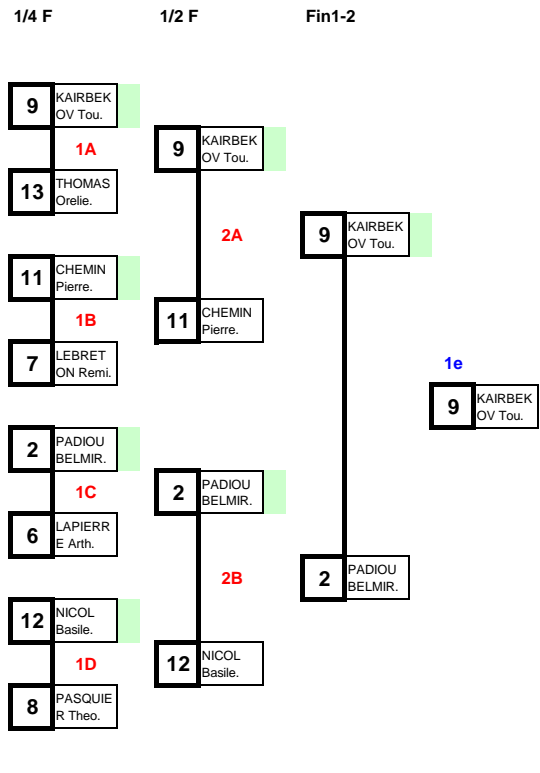 1/4 F
1/2 F
Fin1-2
9
KAIRBEK
OV Tou.
1A
13
THOMAS
Orelie.
11
CHEMIN
Pierre.
1B
7
LEBRET
ON Remi.
2
PADIOU
BELMIR.
1C
6
LAPIERR
E Arth.
12
NICOL
Basile.
1D
8
PASQUIE
R Theo.
9
KAIRBEK
OV Tou.
2A
11
CHEMIN
Pierre.
2
PADIOU
BELMIR.
2B
12
NICOL
Basile.
9
KAIRBEK
OV Tou.
2
PADIOU
BELMIR.
1e
9
KAIRBEK
OV Tou.